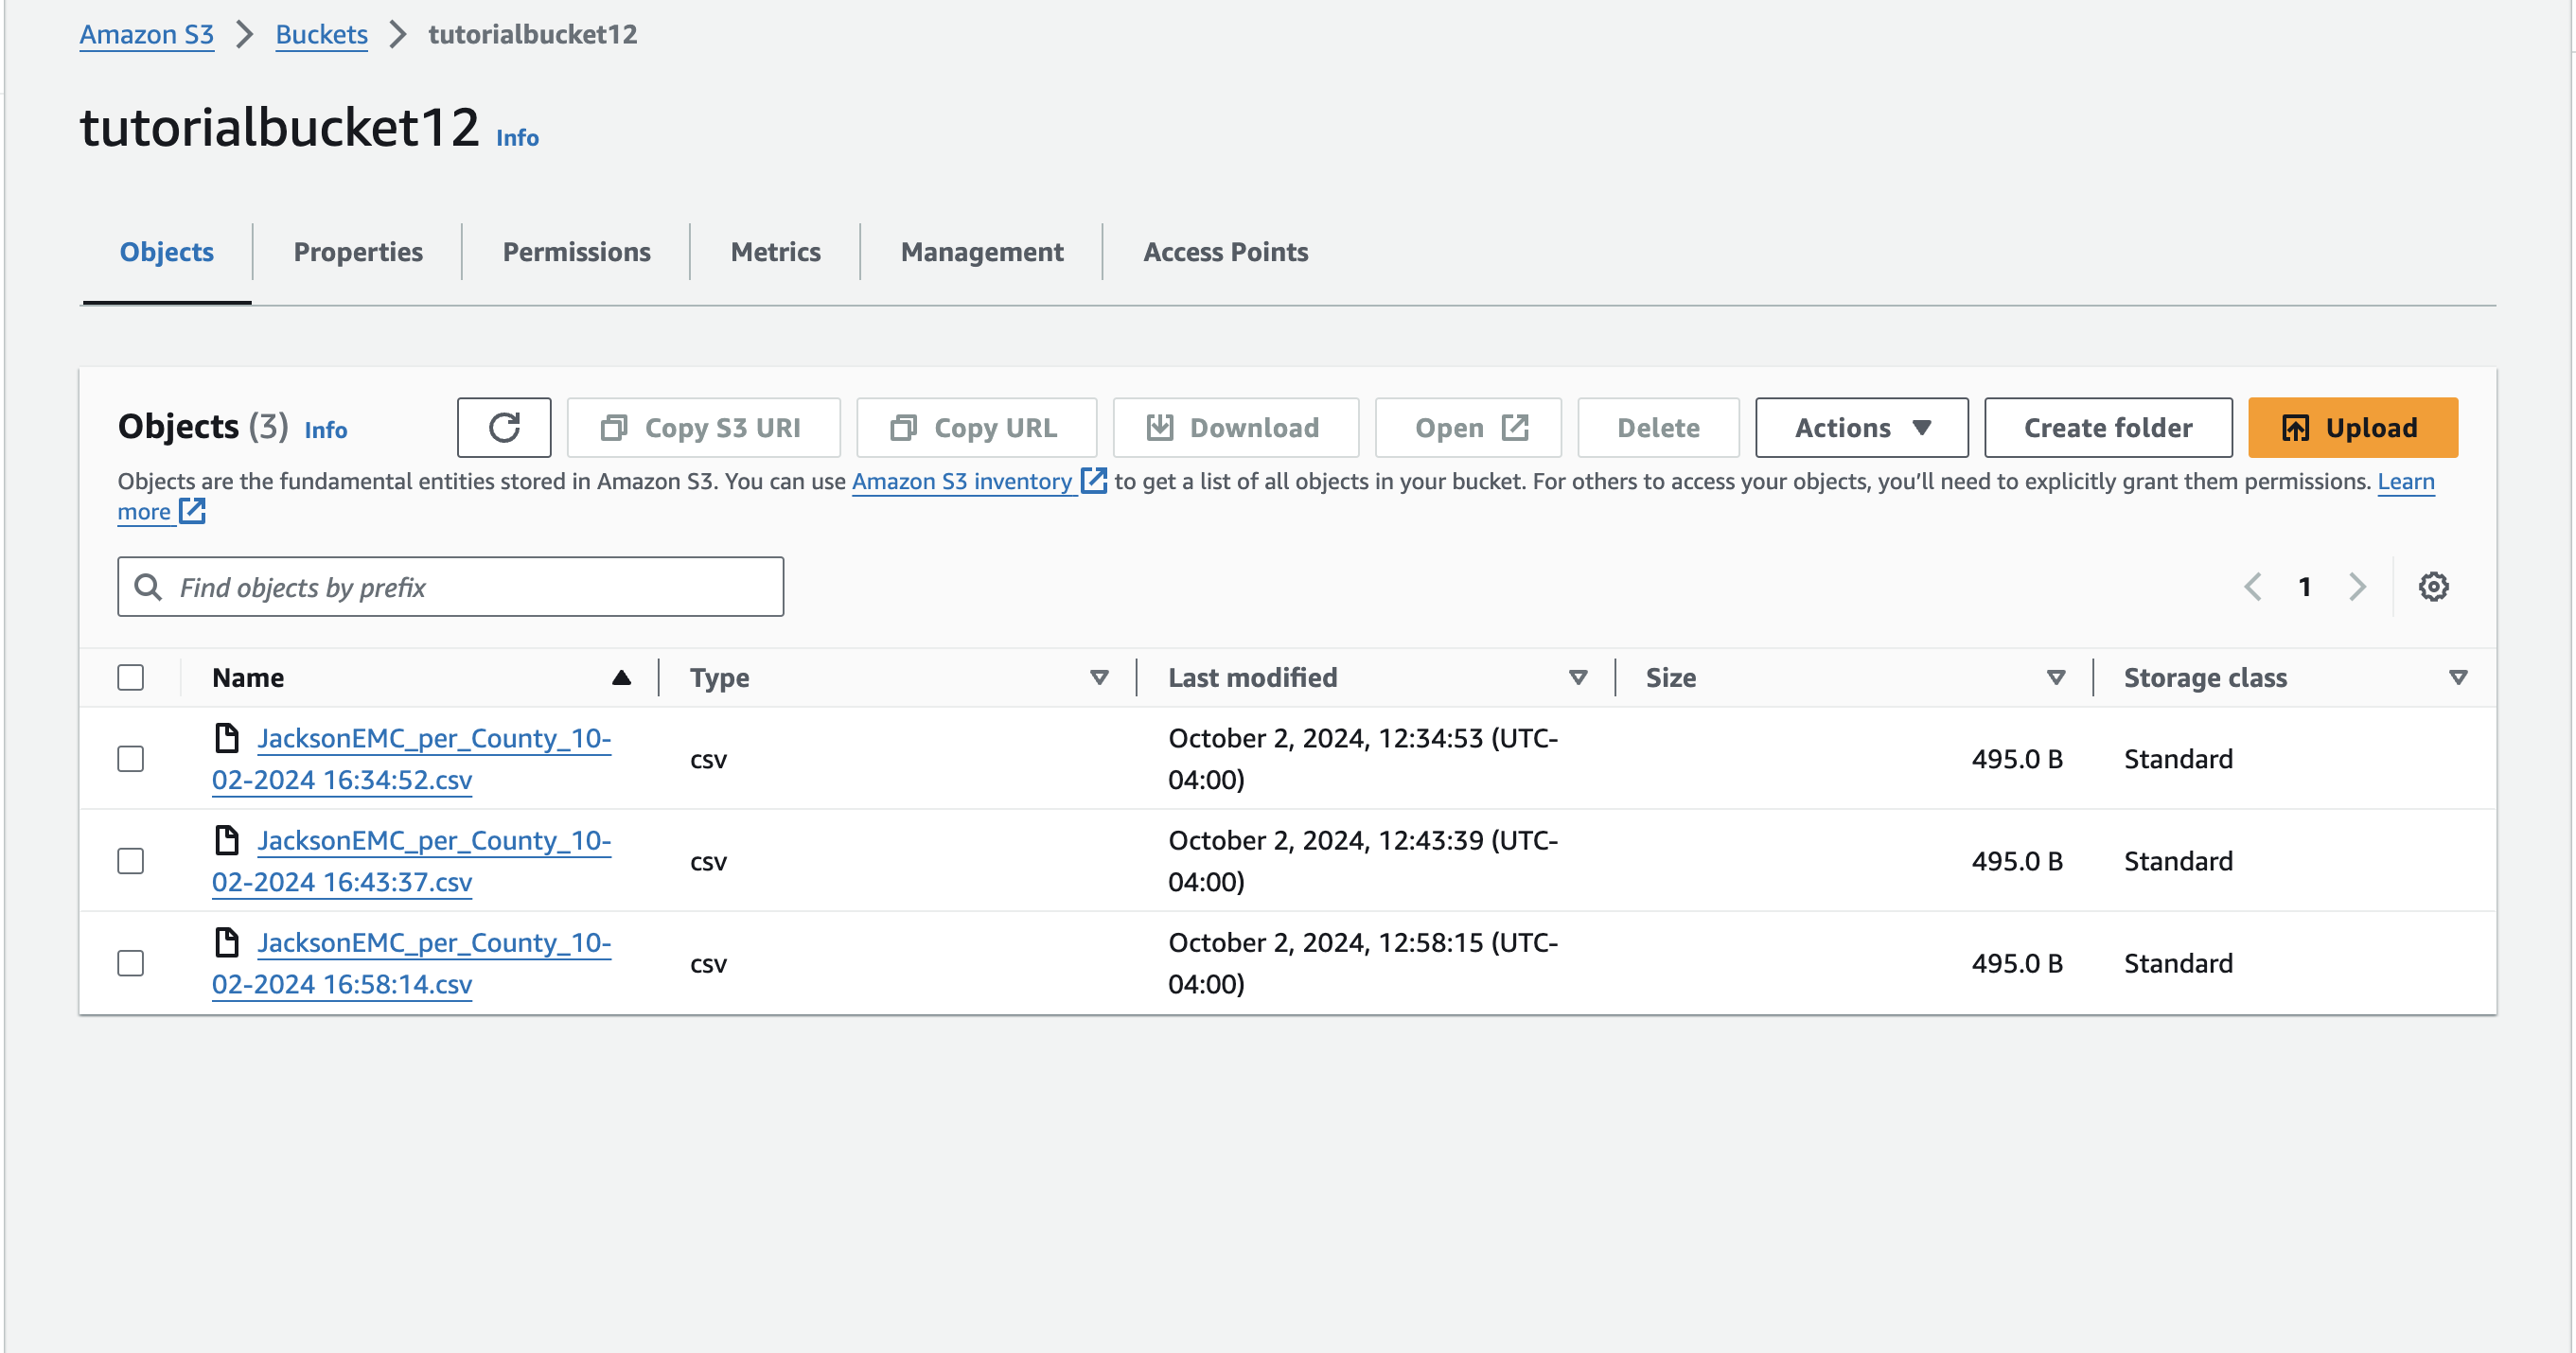 Amazon S3 > Buckets > tutorialbucket12
tutorialbucket12 Info
Objects Properties Permissions Metrics Management Access Points
Objects (3) Info Copy S3 URI Copy URL Download Open Delete Actions Create folder Upload
Objects are the fundamental entities stored in Amazon S3. You can use Amazon S3 inventory to get a list of all objects in your bucket. For others to access your objects, you’ll need to explicitly grant them permissions. Learn
more
Find objects by prefix 1
Name Type Last modified Size Storage class
JacksonEMC_per_County_10-
02-2024 16:34:52.csv
csv
October 2, 2024, 12:34:53 (UTC-
04:00)
495.0 B
Standard
JacksonEMC_per_County_10-
02-2024 16:43:37.csv
csv
October 2, 2024, 12:43:39 (UTC-
04:00)
495.0 B
Standard
JacksonEMC_per_County_10-
02-2024 16:58:14.csv
csv
October 2, 2024, 12:58:15 (UTC-
04:00)
495.0 B
Standard